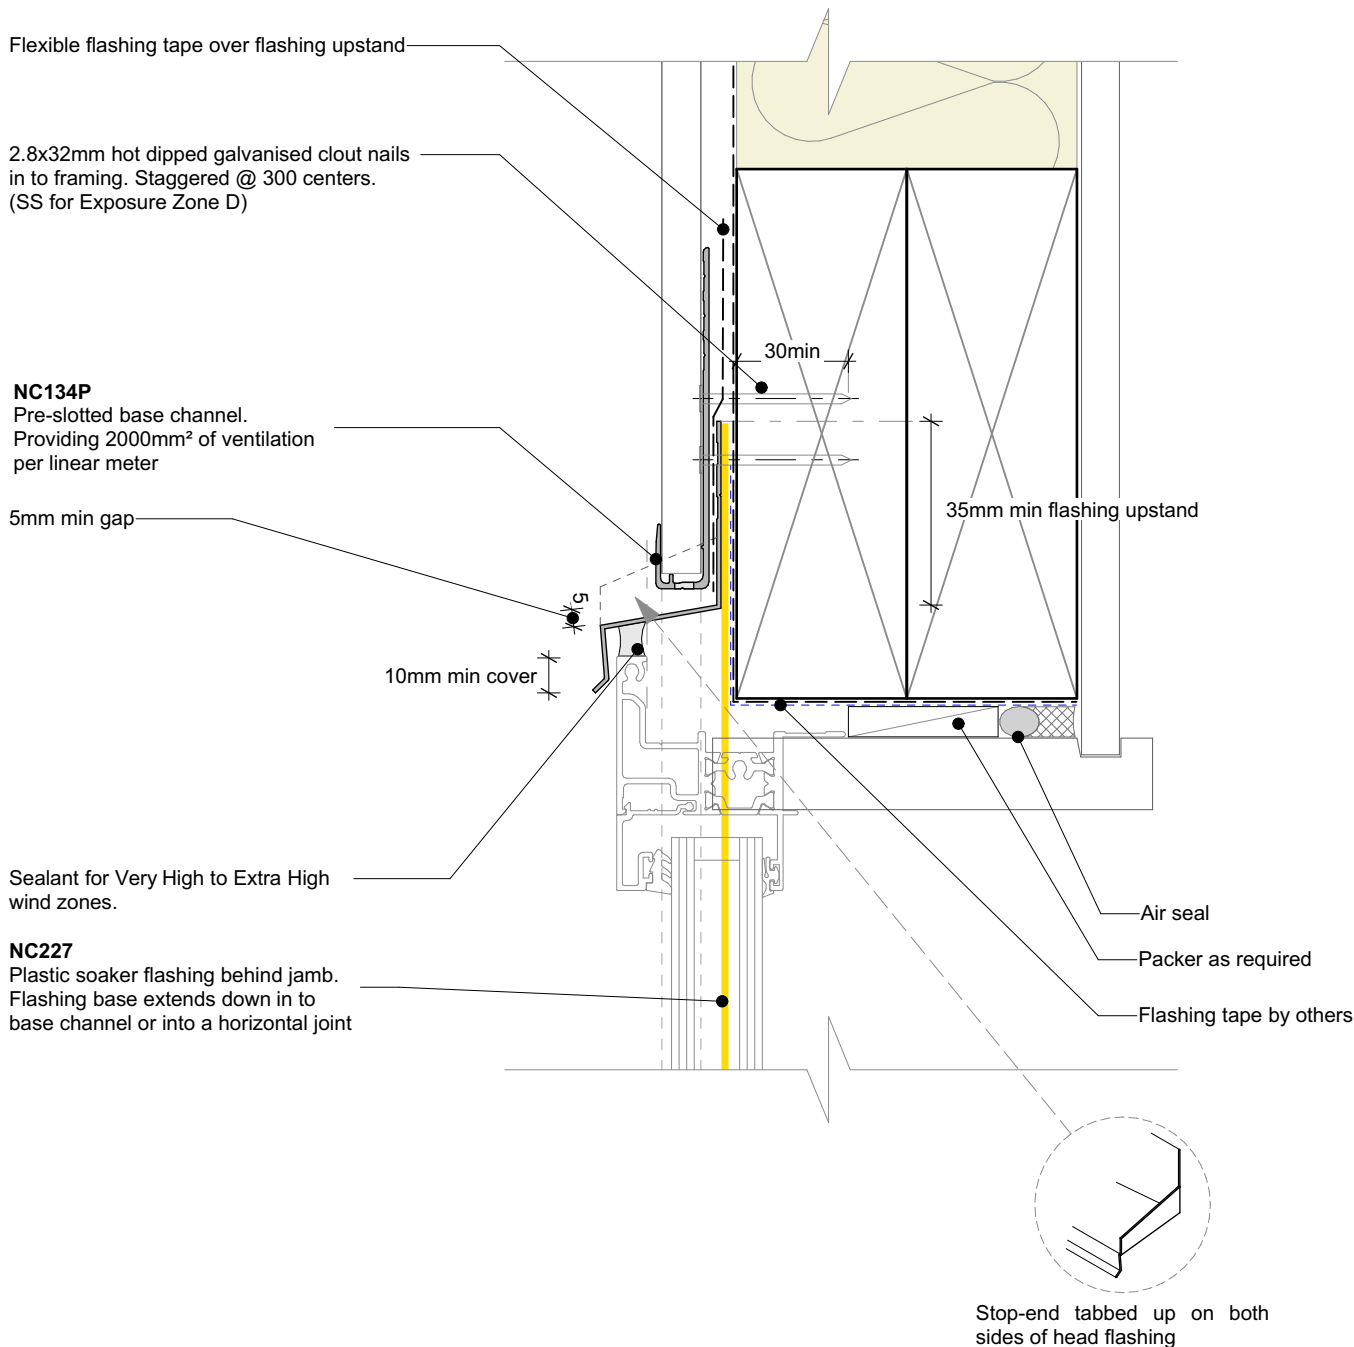 Flexible flashing tape over flashing upstand
2.8x32mm hot dipped galvanised clout nails
in to framing. Staggered @ 300 centers.
(SS for Exposure Zone D)
30min
NC134P
Pre-slotted base channel.
Providing 2000mm² of ventilation
per linear meter
35mm min flashing upstand
5mm min gap
5
10mm min cover
Sealant for Very High to Extra High
wind zones.
NC227
Plastic soaker flashing behind jamb.
Flashing base extends down in to
base channel or into a horizontal joint
Air seal
Packer as required
Flashing tape by others
Stop-end tabbed up on both
sides of head flashing